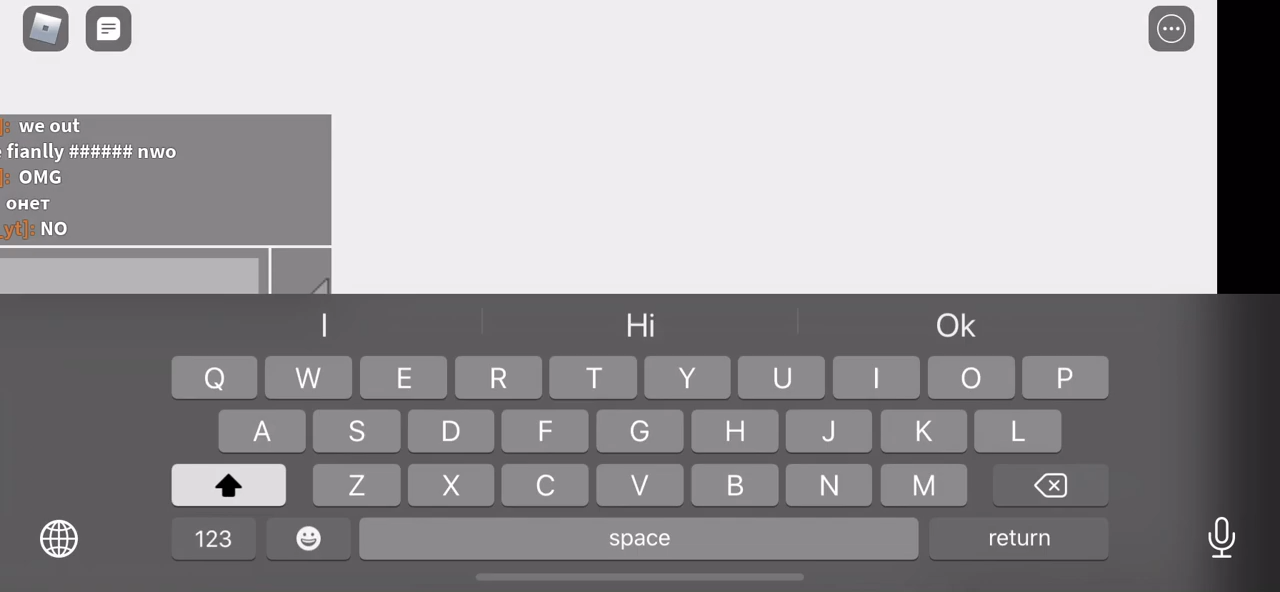 ]: we out
fianlly ###### nwo
]: OMG
онет
_yt]: NO
I Hi Ok
Q W E R T Y U I O P
A S D F G H J K L
Z X C V B N M
123 space return